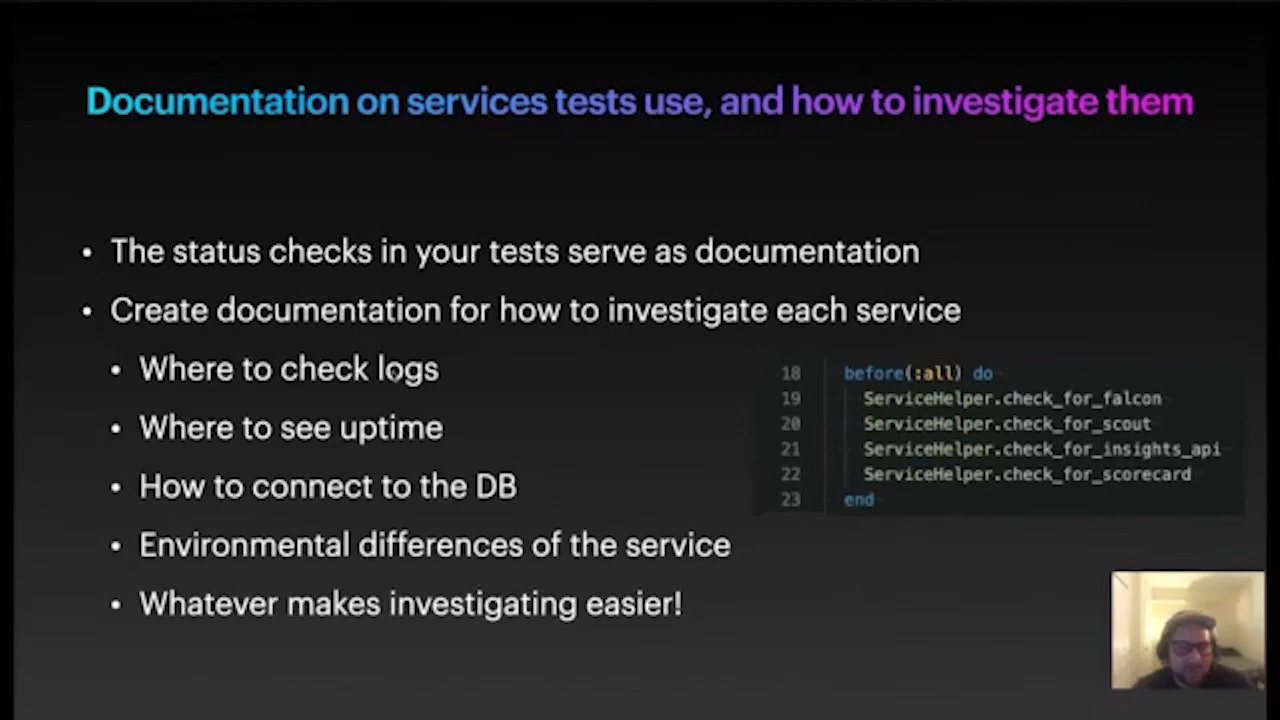 Documentation on services tests use, and how to investigate them
• The status checks in your tests serve as documentation
• Create documentation for how to investigate each service
• Where to check logs
• Where to see uptime
• How to connect to the DB
• Environmental differences of the service
• Whatever makes investigating easier!
18 before(:all) do
19 ServiceHelper.check_for_falcon
20 ServiceHelper.check_for_scout
21 ServiceHelper.check_for_insights_api
22 ServiceHelper.check_for_scorecard
23 end